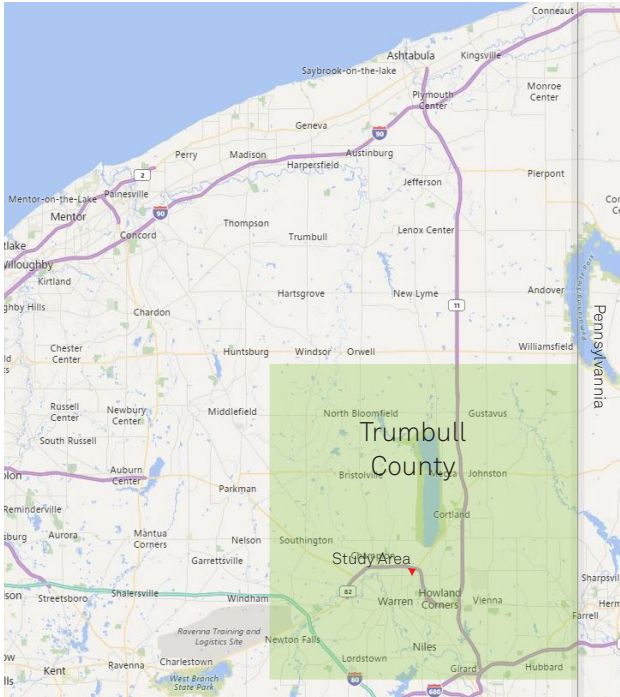 Conneaut
Ashtabula
Kingsville
Saybrook-on-the-lake
Monroe
Center
Plymouth
Center
Geneva
90
Perry
Madison
Austinburg
Harpersfield
2
Pierpont
Jefferson
Mentor-on-the-Lake
Painesville
90
Mentor
Thompson
Concord
Trumbull
Lenox Center
Willoughby
Kirtland
Hartsgrove
New Lyme
Andover
11
Chardon
Pennsylvannia
Chester
Center
Huntsburg
Windsor
Orwell
Williamsfield
Russell
Center
Newbury
Center
Middlefield
North Bloomfield
Gustavus
South Russell
Trumbull
County
Auburn
Center
Bristolville
Johnston
Parkman
Reminderville
Cortland
Aurora
Mantua
Corners
Nelson
Southington
Garrettsville
Champion
Study Area
Sharpsvi
Streetsboro
Shalersville
Windham
82
Warren
Howland
Corners
Vienna
Farrell
Ravenna Training and
Logistics Site
Newton Falls
Niles
Kent
Ravenna
Charlestown
Lordstown
Girard
Hubbard
West Branch
State Park
80
680